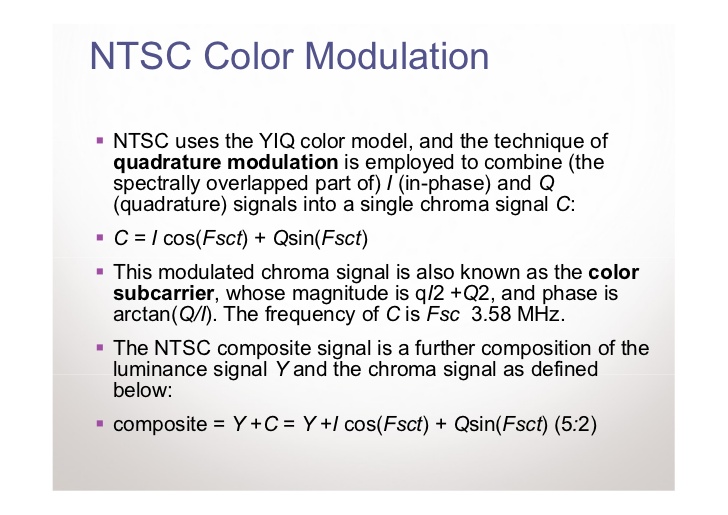 NTSC Color Modulation
▪ NTSC uses the YIQ color model, and the technique of
quadrature modulation is employed to combine (the
spectrally overlapped part of) I (in-phase) and Q
(quadrature) signals into a single chroma signal C:
▪ C = I cos(Fsct) + Qsin(Fsct)
▪ This modulated chroma signal is also known as the color
subcarrier, whose magnitude is qI2 +Q2, and phase is
arctan(Q/I). The frequency of C is Fsc 3.58 MHz.
▪ The NTSC composite signal is a further composition of the
luminance signal Y and the chroma signal as defined
below:
▪ composite = Y +C = Y +I cos(Fsct) + Qsin(Fsct) (5:2)